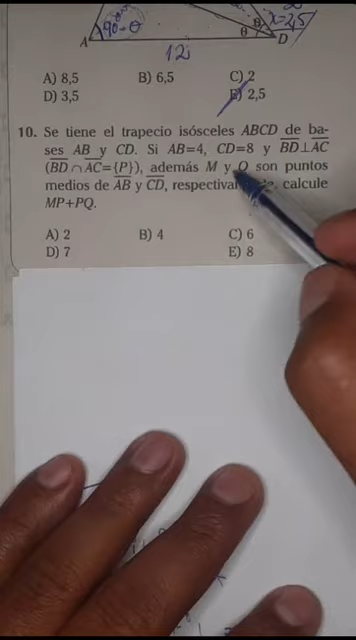 90-θ
θ
θ
x=2,5
A
D
12
A) 8,5 B) 6,5 C) 2
D) 3,5 E) 2,5
10. Se tiene el trapecio isósceles ABCD de ba-
ses AB y CD. Si AB=4, CD=8 y BD⊥AC
(BD∩AC={P}), además M y Q son puntos
medios de AB y CD, calcule
MP+PQ.
A) 2 B) 4 C) 6
D) 7 E) 8